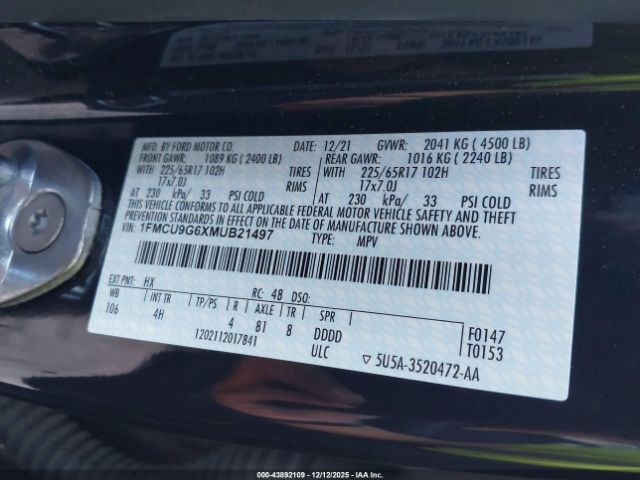 MFD. BY FORD MOTOR CO. DATE: 12/21 GVWR: 2041 KG ( 4500 LB)
FRONT GAWR: 1089 KG ( 2400 LB) REAR GAWR: 1016 KG ( 2240 LB)
WITH 225/65R17 102H TIRES WITH 225/65R17 102H TIRES
17x7.0J RIMS 17x7.0J RIMS
AT 230 kPa/ 33 PSI COLD AT 230 kPa/ 33 PSI COLD
THIS VEHICLE CONFORMS TO ALL APPLICABLE FEDERAL MOTOR VEHICLE SAFETY AND THEFT
PREVENTION STANDARDS IN EFFECT ON THE DATE OF MANUFACTURE SHOWN ABOVE.
VIN: 1FMCU9G6XMUB21497 TYPE: MPV
EXT PNT: HX RC: 48 DSO:
WB INT TR TP/PS R AXLE TR SPR
106 4H 4 81 8 DDDD F0147
1202112017841 ULC T0153
▽ 5U5A-3520472-AA
00-43892109 - 12/12/2025 - IAAI, Inc.